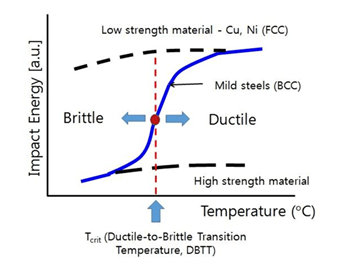 Low strength material - Cu, Ni (FCC)
Impact Energy [a.u.]
Mild steels (BCC)
Brittle
Ductile
High strength material
Temperature (°C)
Tcrit (Ductile-to-Brittle Transition
Temperature, DBTT)